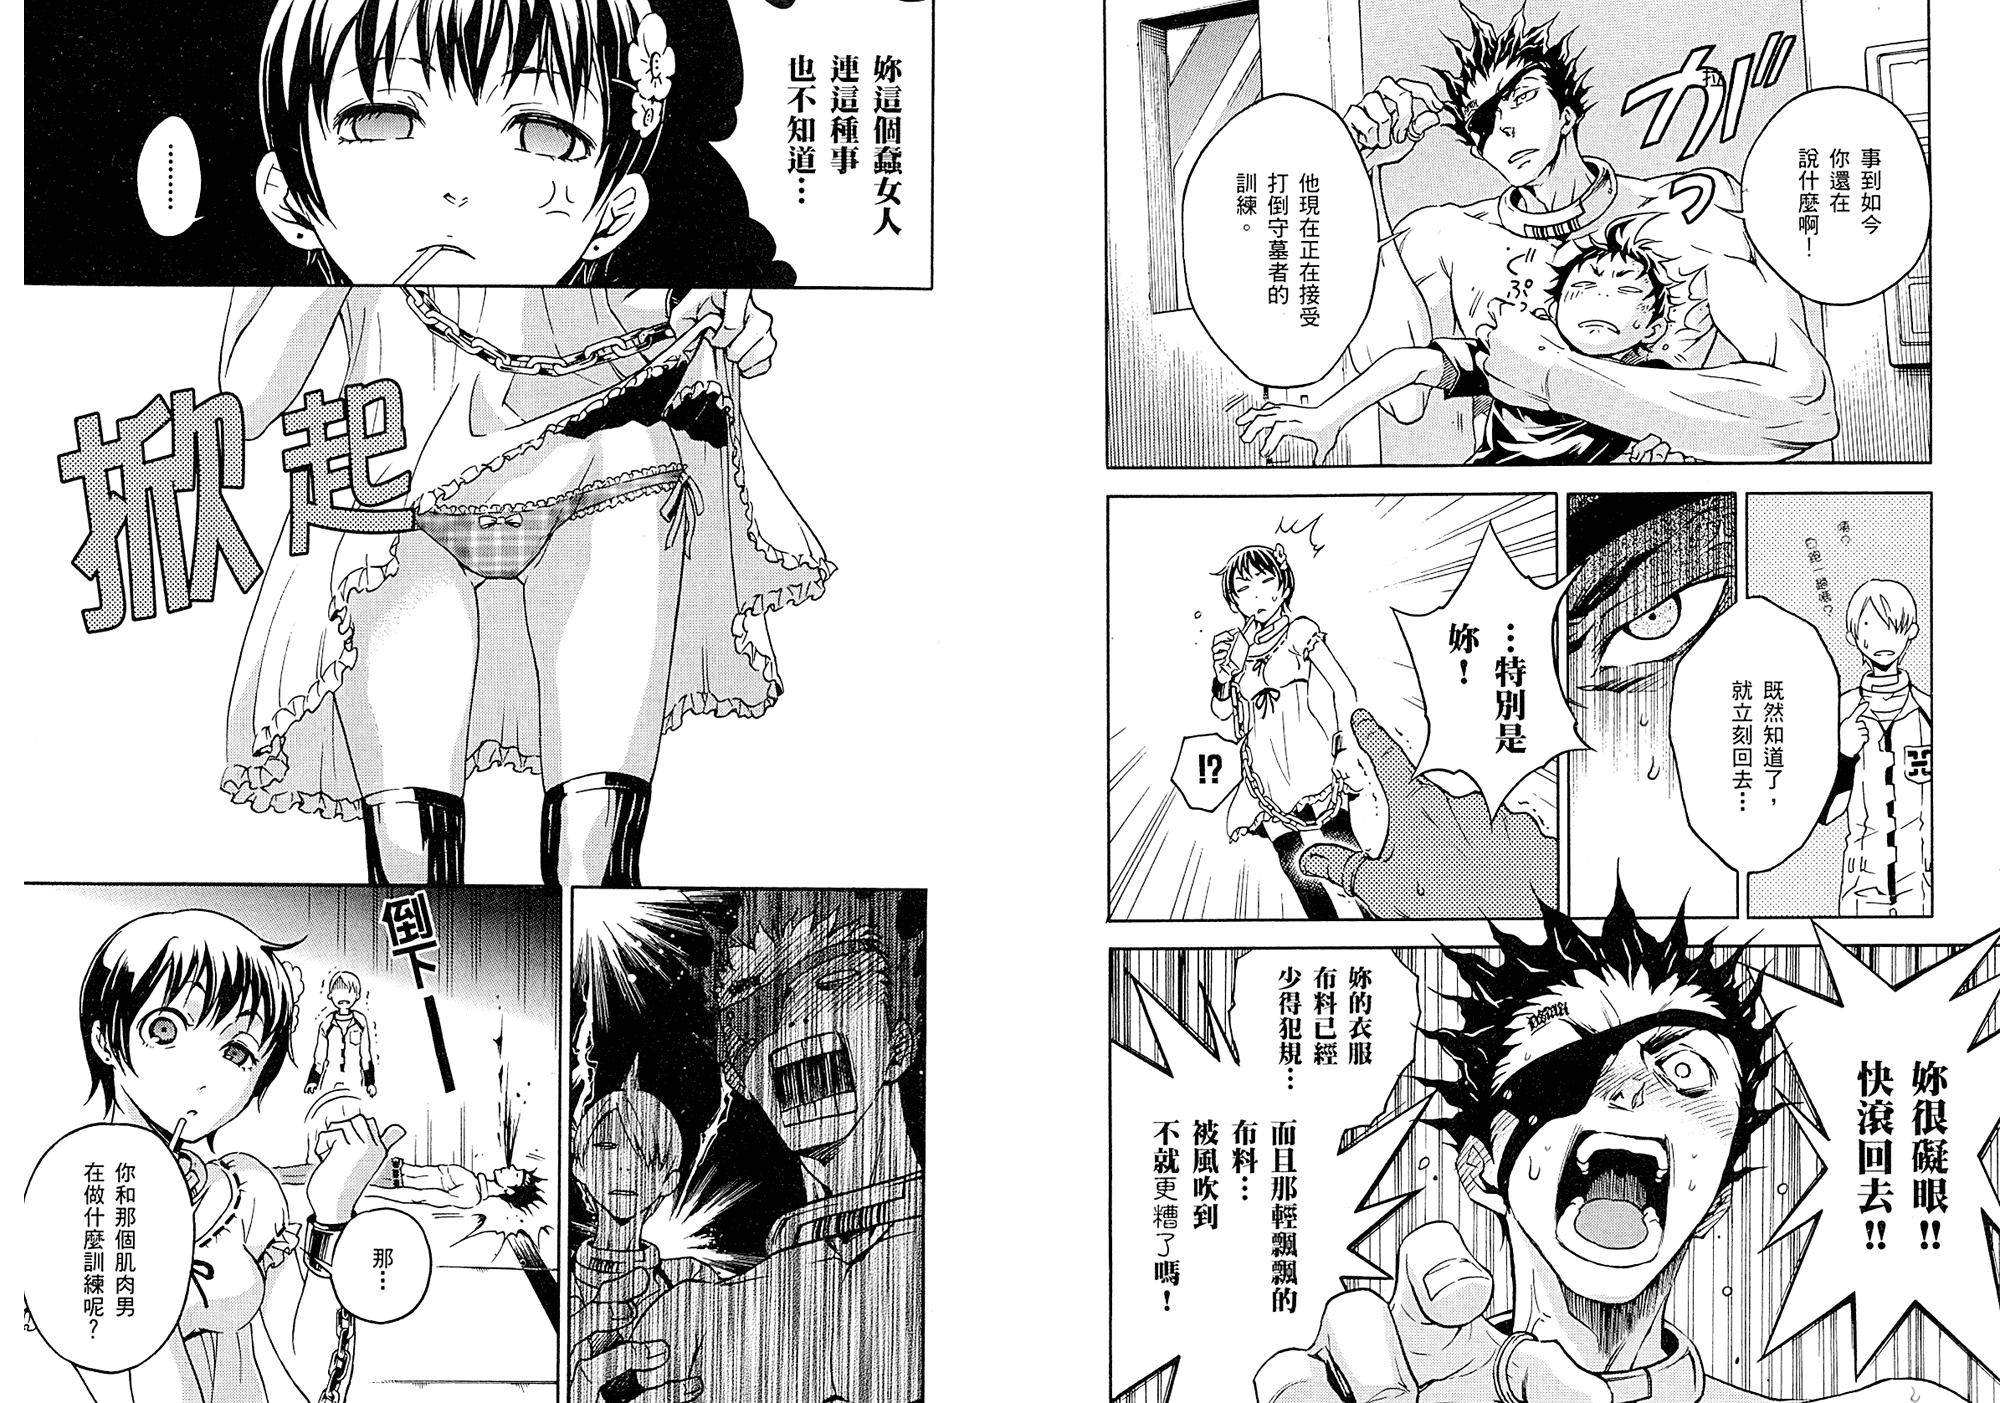 事到如今
你還在
說什麼啊！
拉
ガ
っ
ぷっ
他現在正在接受
打倒守墓者的
訓練。
既然知道了，
就立刻回去…
…特別是
妳！
!?
妳很礙眼!!
快滾回去!!
妳的衣服
布料已經
少得犯規…
而且那輕飄飄的
布料…
被風吹到
不就更糟了嗎！
妳這個蠢女人
連這種事
也不知道…
………
掀起
倒下——
那…
你和那個肌肉男
在做什麼訓練呢？